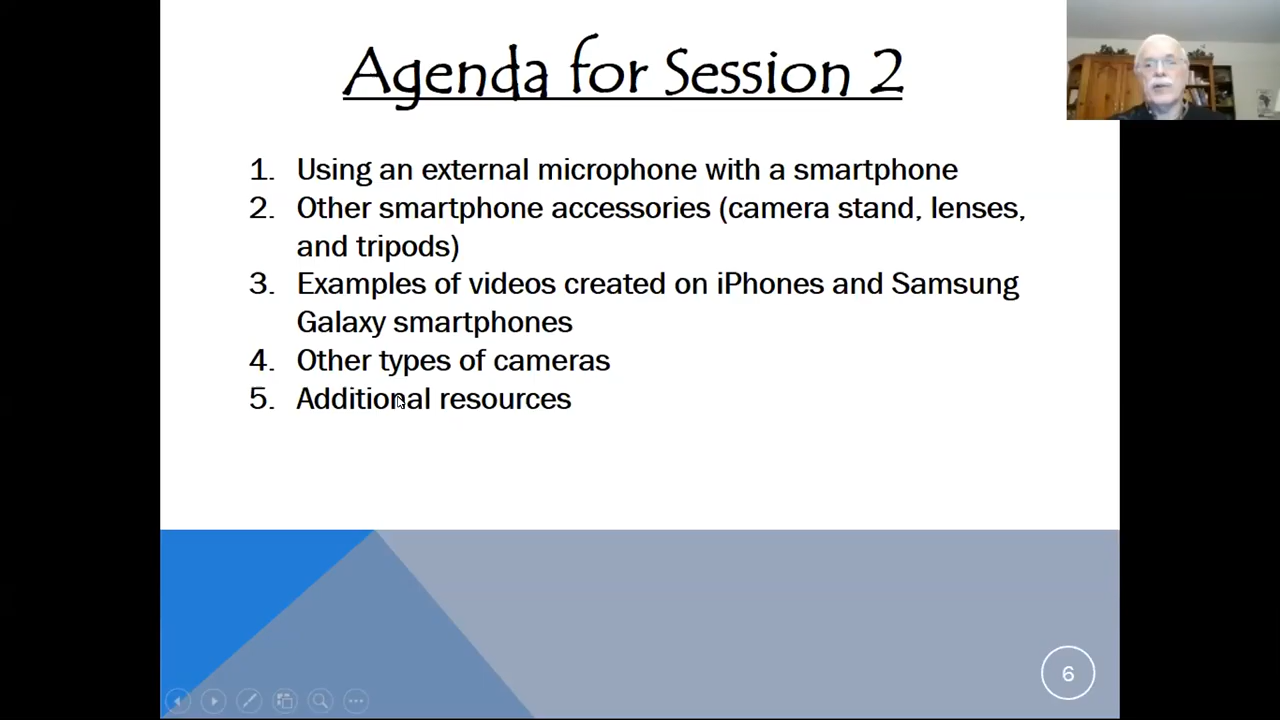 Agenda for Session 2
1. Using an external microphone with a smartphone
2. Other smartphone accessories (camera stand, lenses,
and tripods)
3. Examples of videos created on iPhones and Samsung
Galaxy smartphones
4. Other types of cameras
5. Additional resources
6